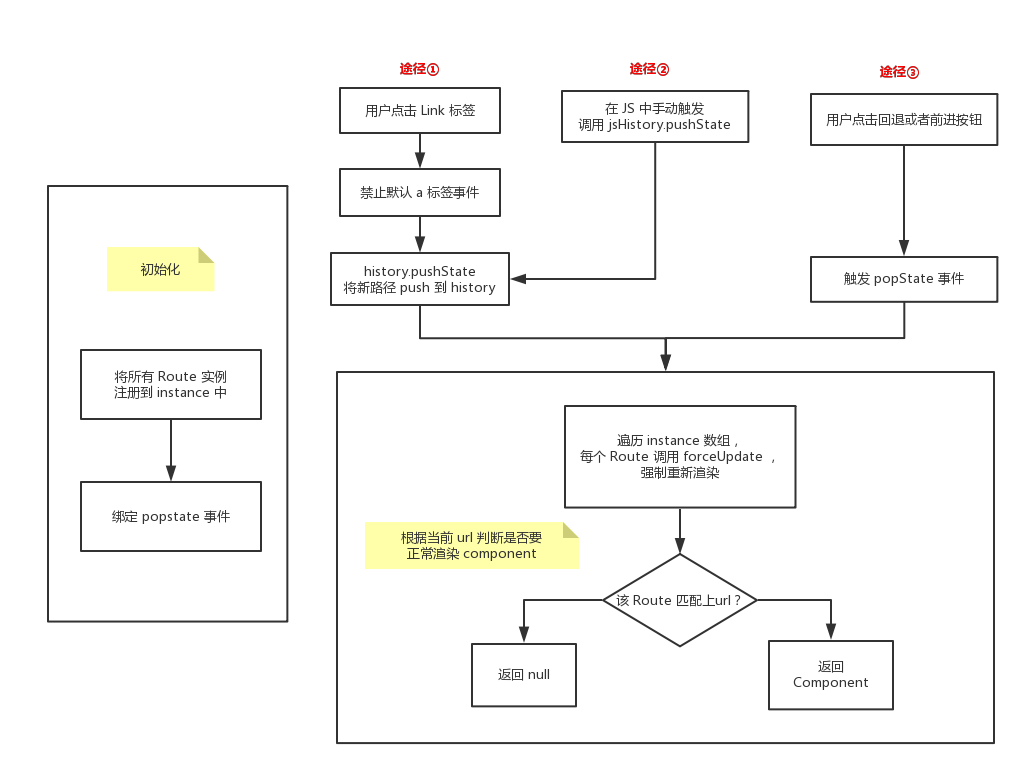 途径①
途径②
途径③
用户点击 Link 标签
在 JS 中手动触发
调用 jsHistory.pushState
用户点击回退或者前进按钮
禁止默认 a 标签事件
history.pushState
将新路径 push 到 history
触发 popState 事件
初始化
将所有 Route 实例
注册到 instance 中
绑定 popstate 事件
遍历 instance 数组，
每个 Route 调用 forceUpdate ，
强制重新渲染
根据当前 url 判断是否要
正常渲染 component
该 Route 匹配上url？
返回 null
返回
Component